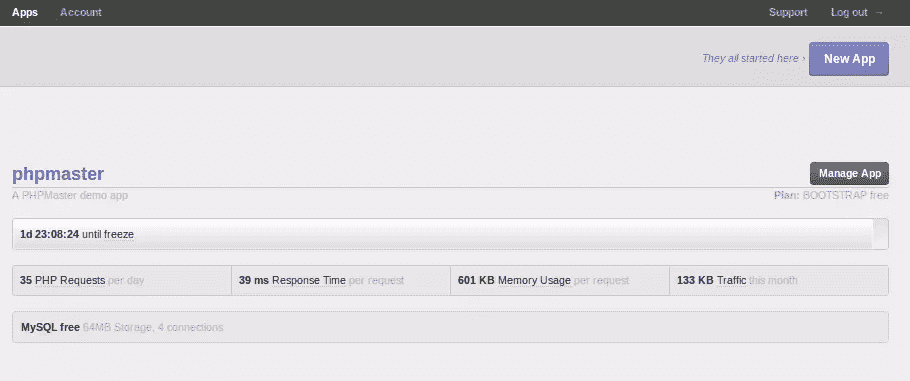 Apps Account Support Log out →
They all started here › New App
phpmaster Manage App
A PHPMaster demo app Plan: BOOTSTRAP free
1d 23:08:24 until freeze
35 PHP Requests per day 39 ms Response Time per request 601 KB Memory Usage per request 133 KB Traffic this month
MySQL free 64MB Storage, 4 connections